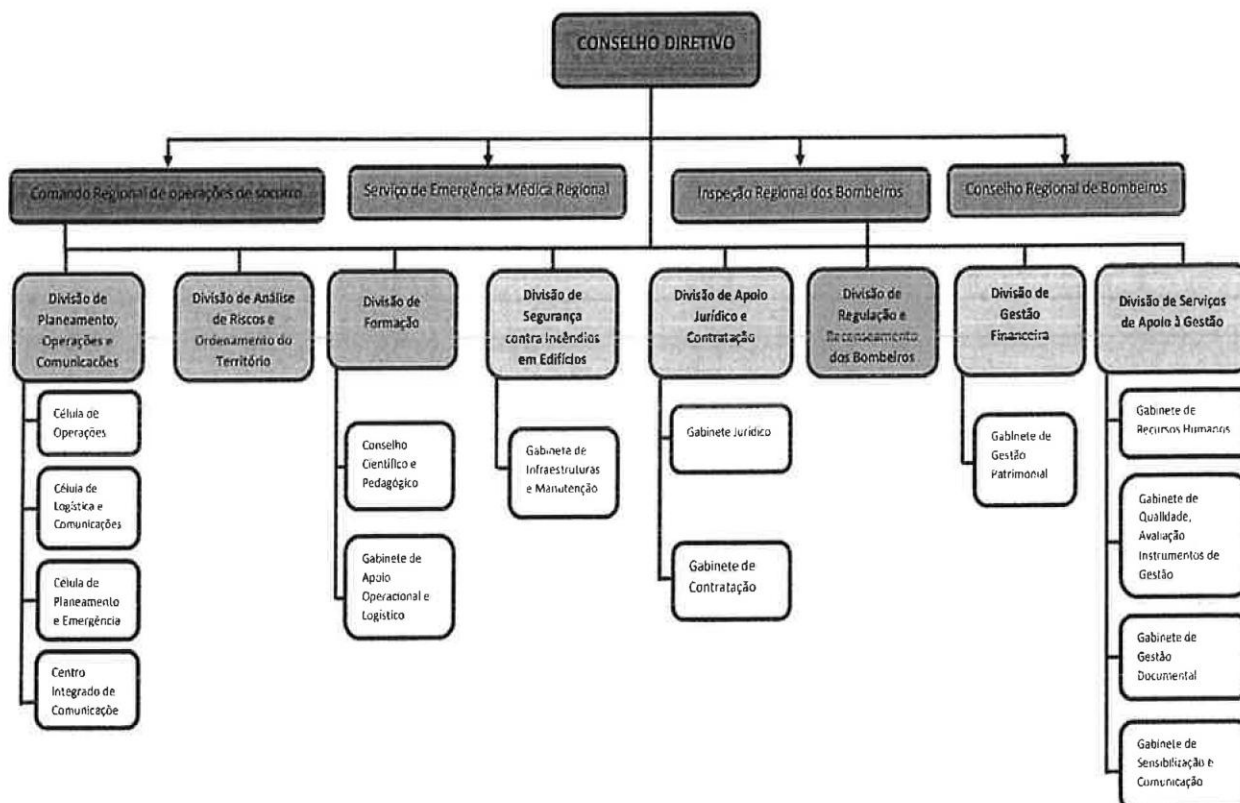 CONSELHO DIRETIVO
Comando Regional de operações de socorro
Serviço de Emergência Médica Regional
Inspeção Regional dos Bombeiros
Conselho Regional de Bombeiros
Divisão de
Planeamento,
Operações e
Comunicações
Divisão de Análise
de Riscos e
Ordenamento do
Território
Divisão de
Formação
Divisão de
Segurança
contra Incêndios
em Edifícios
Divisão de Apoio
Jurídico e
Contratação
Divisão de
Regulação e
Recenseamento
dos Bombeiros
Divisão de
Gestão
Financeira
Divisão de Serviços
de Apoio à Gestão
Célula de
Operações
Célula de
Logística e
Comunicações
Célula de
Planeamento
e Emergência
Centro
Integrado de
Comunicaçõe
Conselho
Científico e
Pedagógico
Gabinete de
Apoio
Operacional e
Logístico
Gabinete de
Infraestruturas
e Manutenção
Gabinete Jurídico
Gabinete de
Contratação
Gabinete de
Gestão
Patrimonial
Gabinete de
Recursos Humanos
Gabinete de
Qualidade,
Avaliação
Instrumentos de
Gestão
Gabinete de
Gestão
Documental
Gabinete de
Sensibilização e
Comunicação